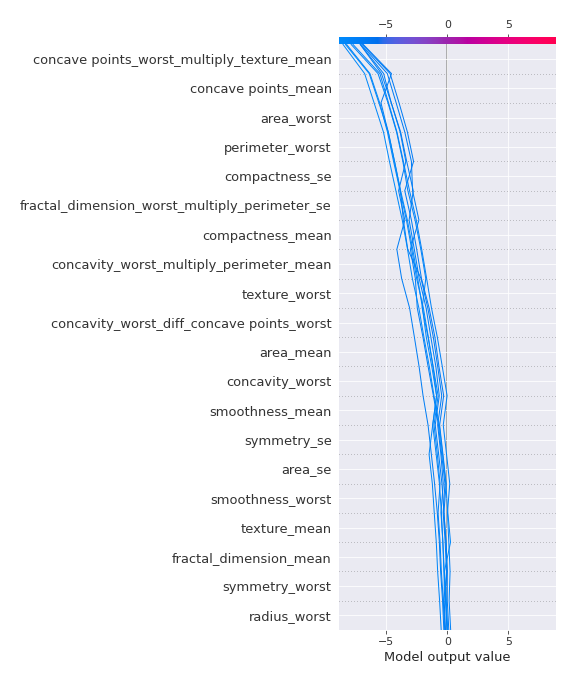 −5 0 5
concave points_worst_multiply_texture_mean
concave points_mean
area_worst
perimeter_worst
compactness_se
fractal_dimension_worst_multiply_perimeter_se
compactness_mean
concavity_worst_multiply_perimeter_mean
texture_worst
concavity_worst_diff_concave points_worst
area_mean
concavity_worst
smoothness_mean
symmetry_se
area_se
smoothness_worst
texture_mean
fractal_dimension_mean
symmetry_worst
radius_worst
−5 0 5
Model output value